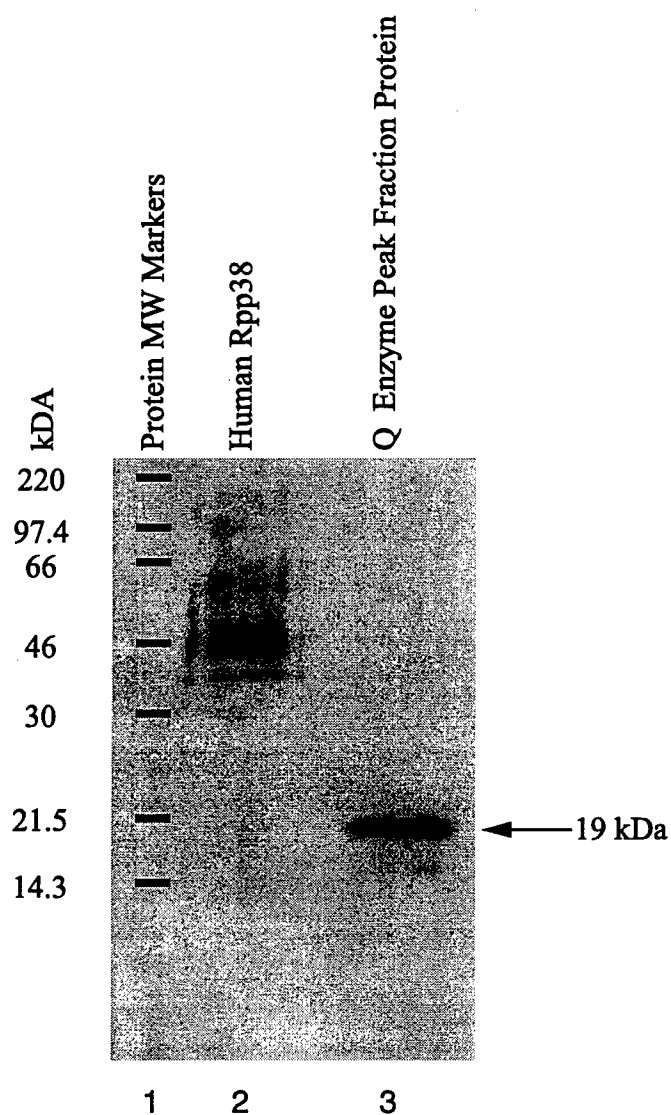 Protein MW Markers
Human Rpp38
Q Enzyme Peak Fraction Protein
kDA
220
97.4
66
46
30
21.5
14.3
19 kDa
1 2 3